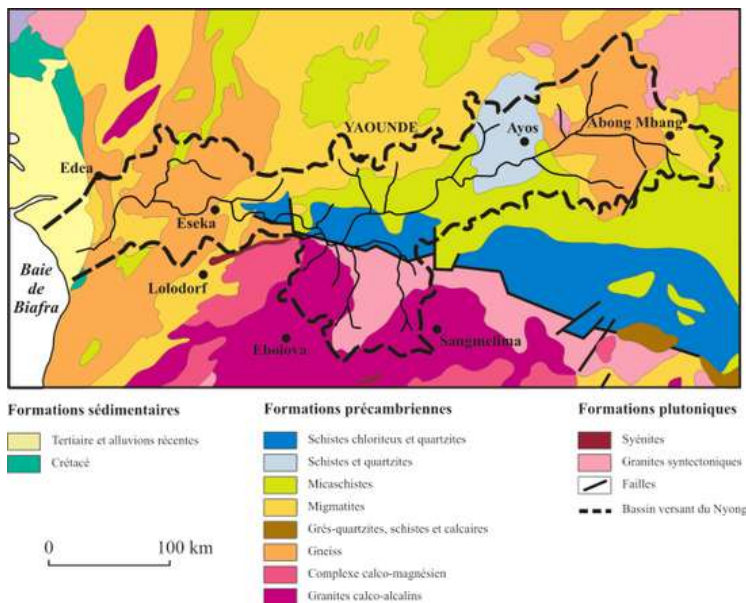 YAOUNDE
Ayos
Abong Mbang
Edea
Eseka
Baie
de
Biafra
Lolodorf
Ebolova
Sangmelima
Formations sédimentaires
Tertiaire et alluvions récentes
Crétacé
0 100 km
Formations précambriennes
Schistes chloriteux et quartzites
Schistes et quartzites
Micaschistes
Migmatites
Grés-quartzites, schistes et calcaires
Gneiss
Complexe calco-magnésien
Granites calco-alcalins
Formations plutoniques
Syénites
Granites syntectoniques
Failles
Bassin versant du Nyong